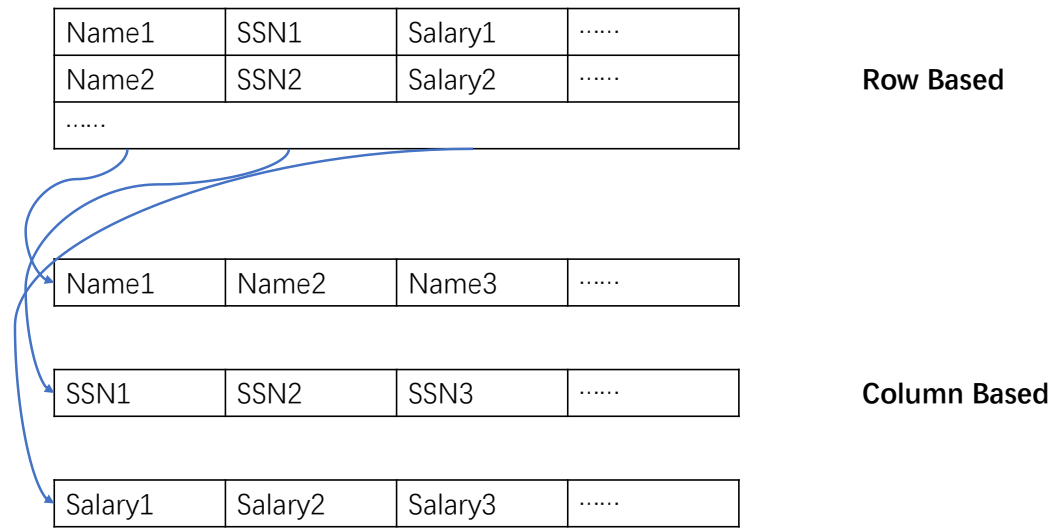 Name1 SSN1 Salary1 ……
Name2 SSN2 Salary2 ……
Row Based
……
Name1 Name2 Name3 ……
SSN1 SSN2 SSN3 ……
Column Based
Salary1 Salary2 Salary3 ……